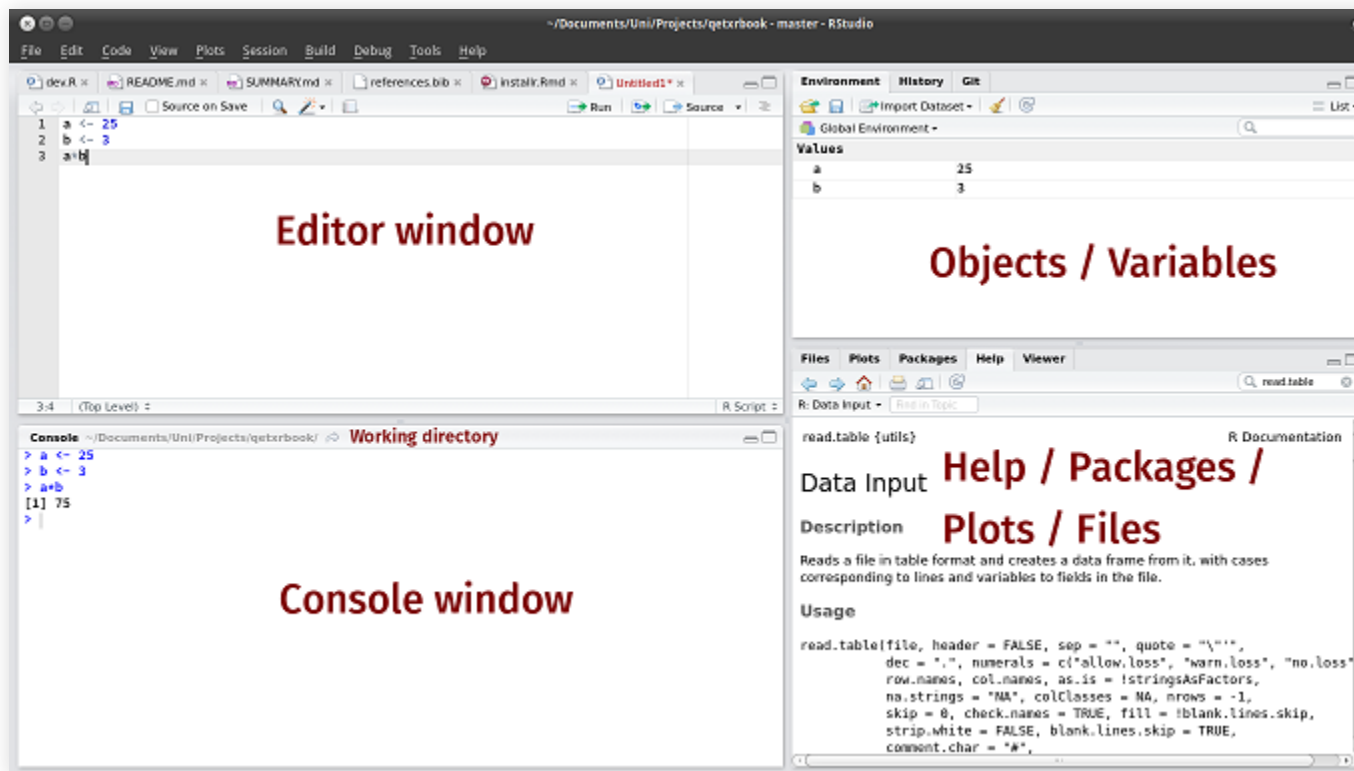 ~/Documents/Uni/Projects/qetxrbook - master - RStudio
File Edit Code View Plots Session Build Debug Tools Help
dev.R × README.md × SUMMARY.md × references.bib × installr.Rmd × Untitled1* ×
Source on Save Run Source
1 a <- 25
2 b <- 3
3 a*b
Editor window
3:4 (Top Level) R Script
Console ~/Documents/Uni/Projects/qetxrbook/ Working directory
> a <- 25
> b <- 3
> a*b
[1] 75
>
Console window
Environment History Git
Import Dataset List
Global Environment
Values
a 25
b 3
Objects / Variables
Files Plots Packages Help Viewer
read.table
R: Data Input Find in Topic
read.table {utils} R Documentation
Data Input
Help / Packages /
Plots / Files
Description
Reads a file in table format and creates a data frame from it, with cases
corresponding to lines and variables to fields in the file.
Usage
read.table(file, header = FALSE, sep = "", quote = "\"'",
dec = ".", numerals = c("allow.loss", "warn.loss", "no.loss"
row.names, col.names, as.is = !stringsAsFactors,
na.strings = "NA", colClasses = NA, nrows = -1,
skip = 0, check.names = TRUE, fill = !blank.lines.skip,
strip.white = FALSE, blank.lines.skip = TRUE,
comment.char = "#",